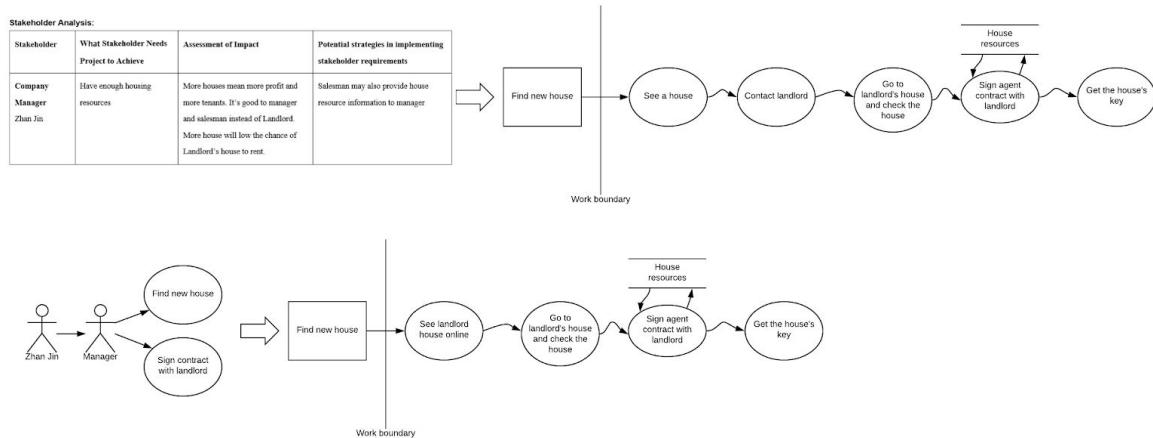 Stakeholder Analysis:
Stakeholder
What Stakeholder Needs
Project to Achieve
Assessment of Impact
Potential strategies in implementing
stakeholder requirements
Company
Manager
Zhan Jin
Have enough housing
resources
More houses mean more profit and
more tenants. It's good to manager
and salesman instead of Landlord.
More house will low the chance of
Landlord's house to rent.
Salesman may also provide house
resource information to manager
Find new house
See a house
Contact landlord
Go to
landlord's house
and check the
house
House
resources
Sign agent
contract with
landlord
Get the house's
key
Work boundary
Zhan Jin
Manager
Find new house
Sign contract
with landlord
Find new house
See landlord
house online
Go to
landlord's house
and check the
house
House
resources
Sign agent
contract with
landlord
Get the house's
key
Work boundary